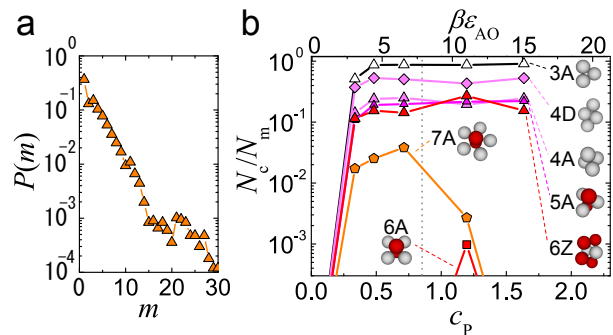 a
P(m)
10^0
10^-1
10^-2
10^-3
10^-4
0 10 20 30
m
b
βε_AO
0 5 10 15 20
N_c/N_m
10^0
10^-1
10^-2
10^-3
7A
6A
3A
4D
4A
5A
6Z
0.0 0.5 1.0 1.5 2.0
c_P